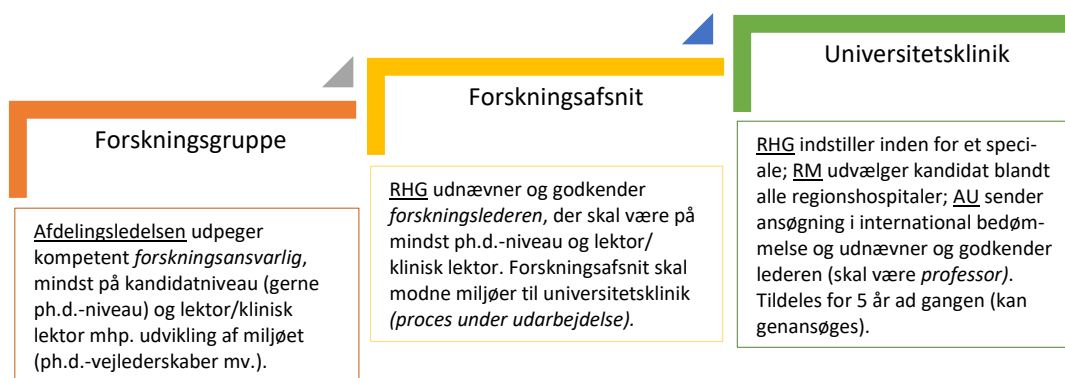 Forskningsgruppe
Afdelingsledelsen udpeger
kompetent forskningsansvarlig,
mindst på kandidatniveau (gerne
ph.d.-niveau) og lektor/klinisk
lektor mhp. udvikling af miljøet
(ph.d.-vejlederskaber mv.).
Forskningsafsnit
RHG udnævner og godkender
forskningslederen, der skal være på
mindst ph.d.-niveau og lektor/
klinisk lektor. Forskningsafsnit skal
modne miljøer til universitetsklinik
(proces under udarbejdelse).
Universitetsklinik
RHG indstiller inden for et speci-
ale; RM udvælger kandidat blandt
alle regionshospitaler; AU sender
ansøgning i international bedøm-
melse og udnævner og godkender
lederen (skal være professor).
Tildeles for 5 år ad gangen (kan
genansøges).